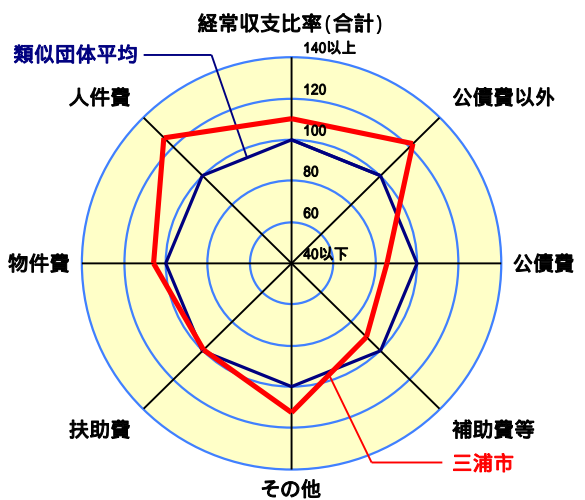 経常収支比率(合計)
140以上
類似団体平均
120
人件費
公債費以外
100
80
60
40以下
物件費
公債費
扶助費
補助費等
三浦市
その他